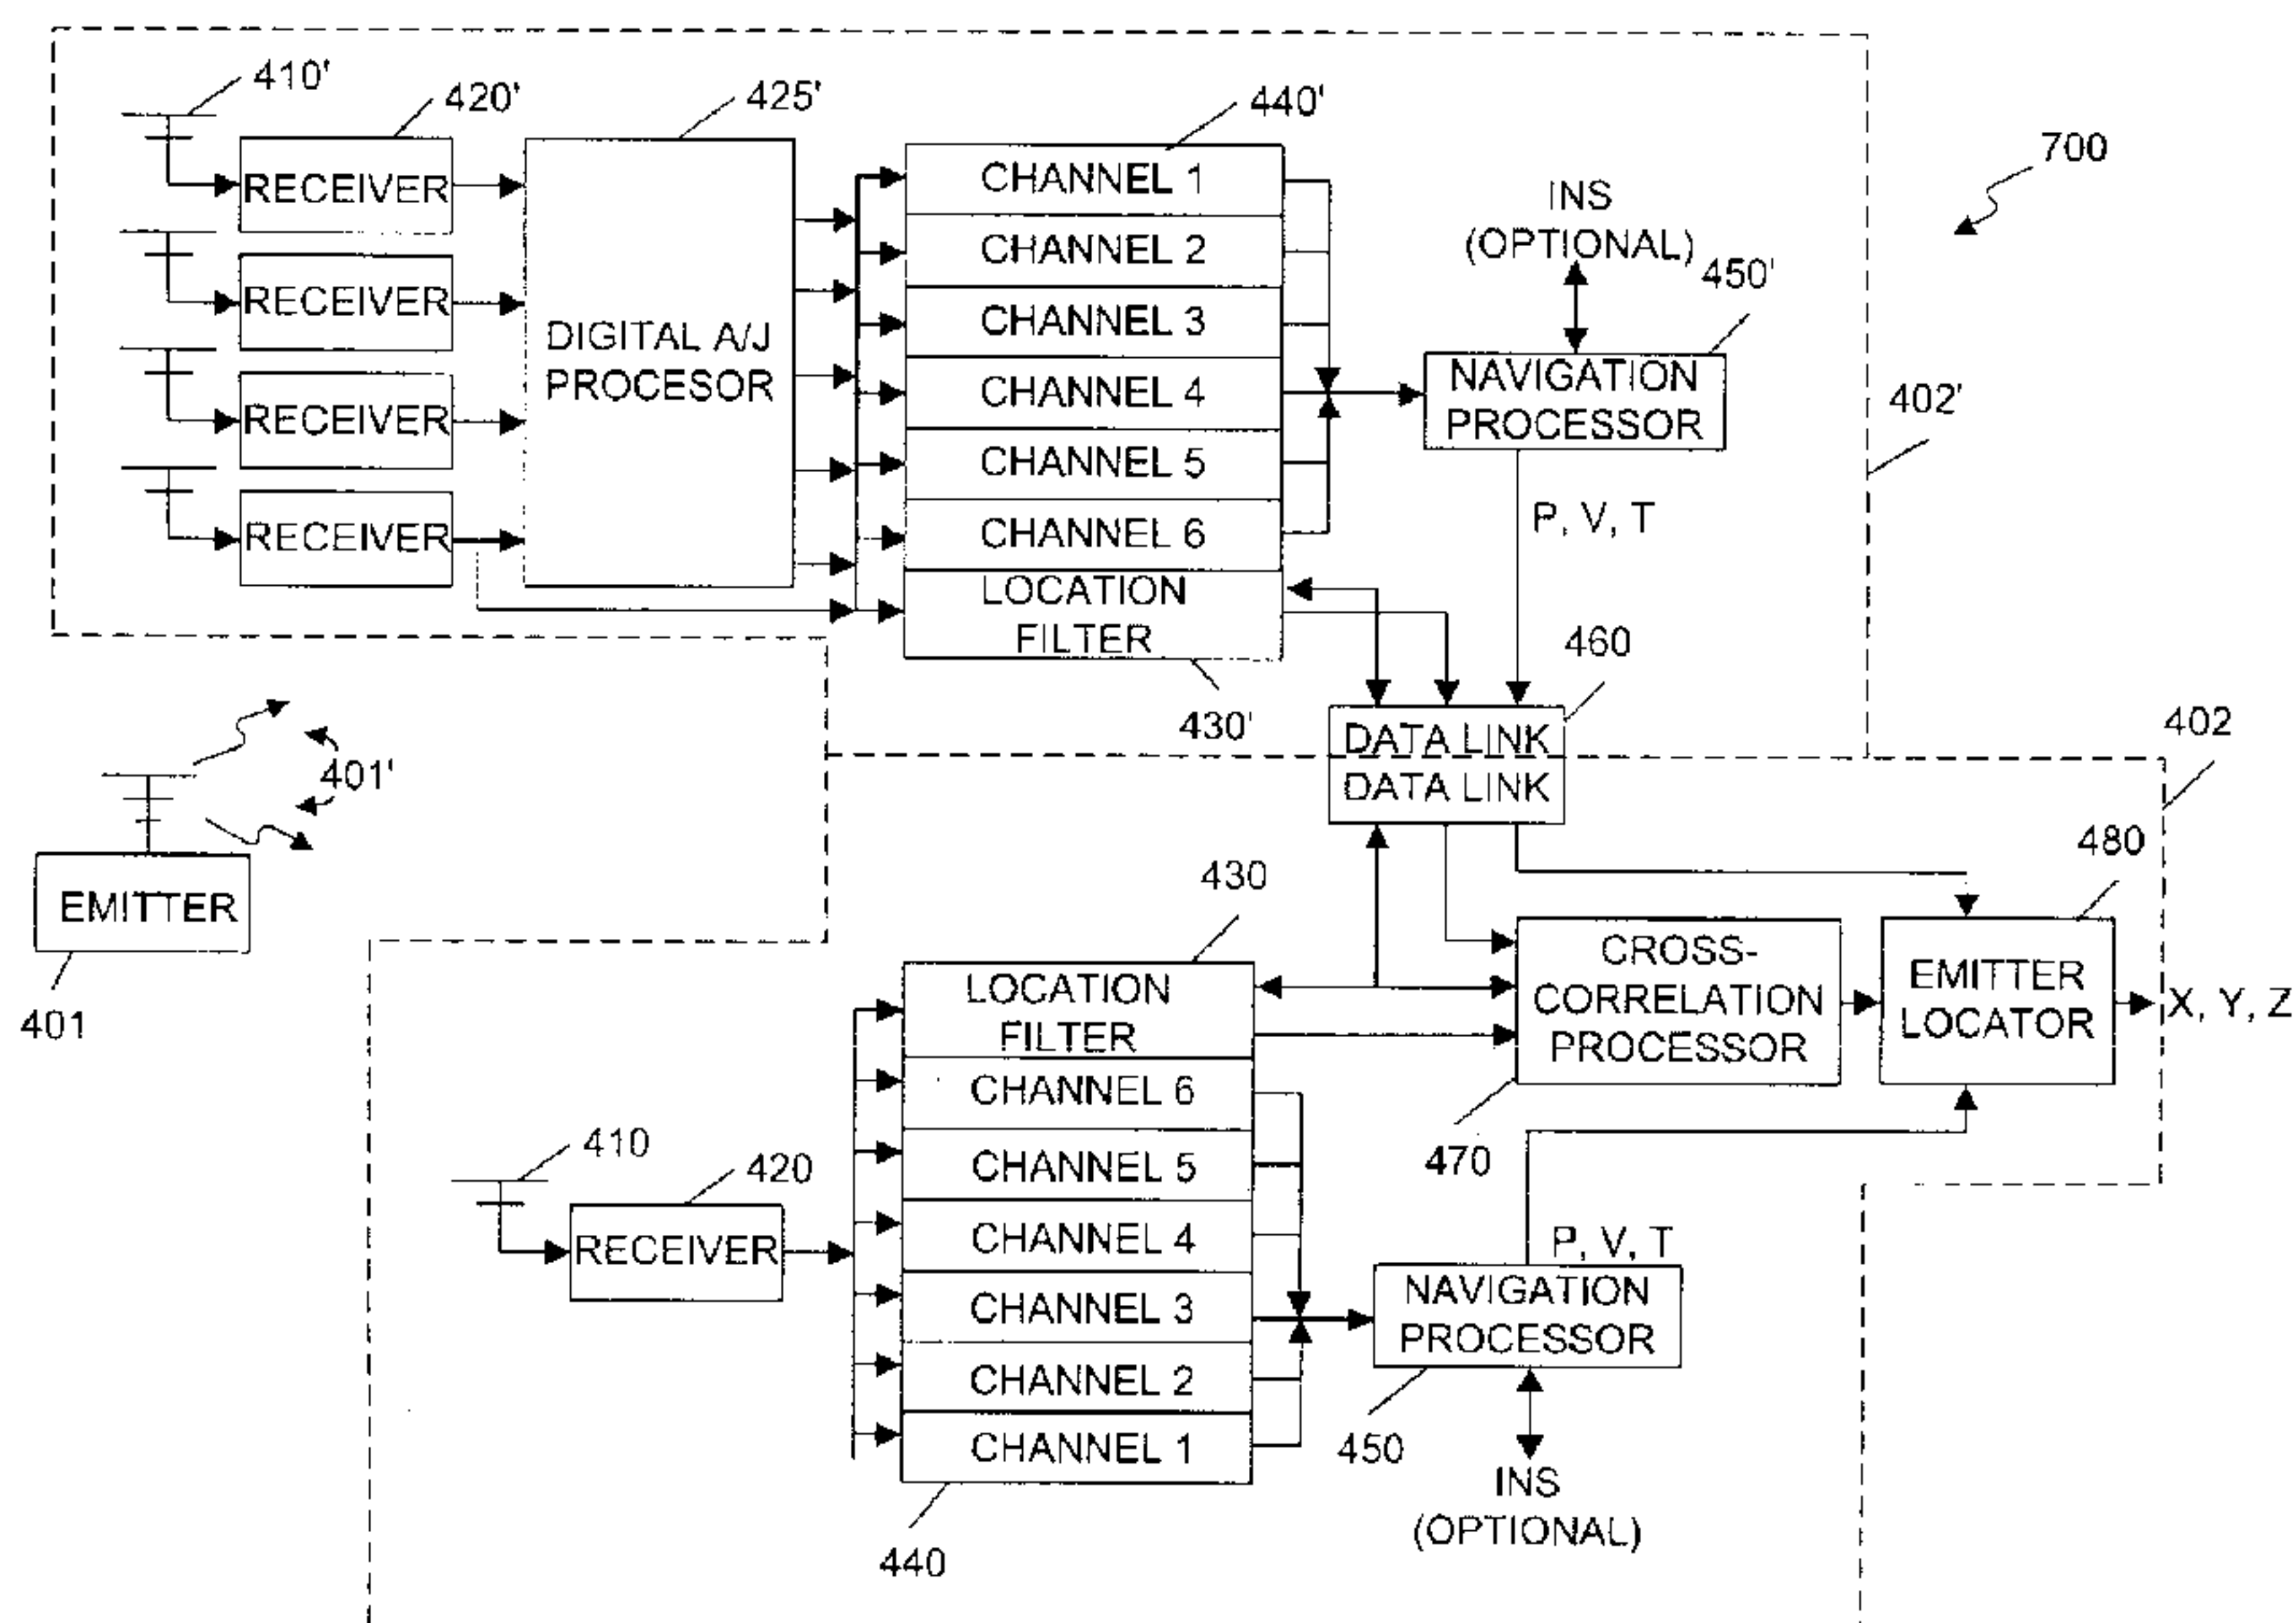 410'
420'
425'
440'
700
RECEIVER
RECEIVER
RECEIVER
RECEIVER
DIGITAL A/J
PROCESOR
CHANNEL 1
CHANNEL 2
CHANNEL 3
CHANNEL 4
CHANNEL 5
CHANNEL 6
LOCATION
FILTER
430'
INS
(OPTIONAL)
450'
NAVIGATION
PROCESSOR
402'
P, V, T
460
DATA LINK
DATA LINK
402
401'
EMITTER
401
430
LOCATION
FILTER
CHANNEL 6
CHANNEL 5
CHANNEL 4
CHANNEL 3
CHANNEL 2
CHANNEL 1
440
410
420
RECEIVER
CROSS-
CORRELATION
PROCESSOR
470
480
EMITTER
LOCATOR
X, Y, Z
P, V, T
NAVIGATION
PROCESSOR
450
INS
(OPTIONAL)